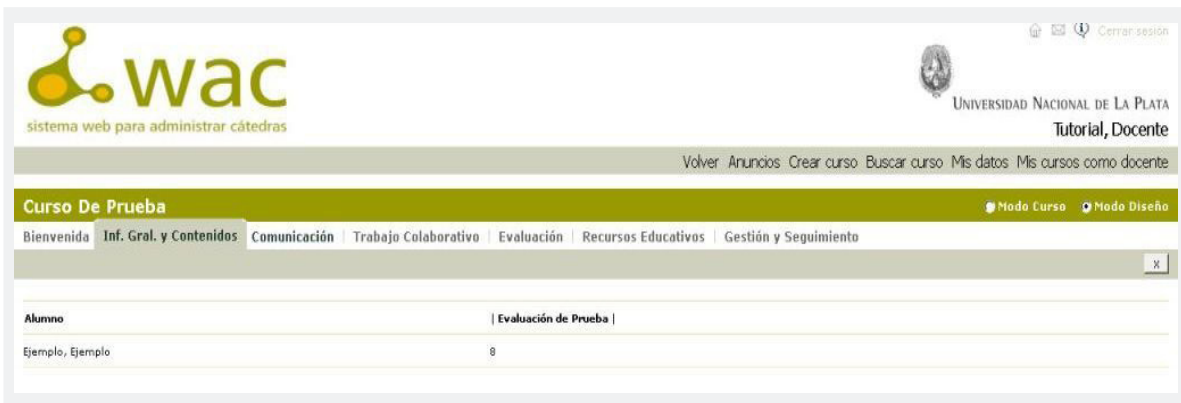 Cerrar sesión
wac
sistema web para administrar cátedras
UNIVERSIDAD NACIONAL DE LA PLATA
Tutorial, Docente
Volver Anuncios Crear curso Buscar curso Mis datos Mis cursos como docente
Curso De Prueba Modo Curso Modo Diseño
Bienvenida Inf. Gral. y Contenidos Comunicación | Trabajo Colaborativo | Evaluación | Recursos Educativos | Gestión y Seguimiento
x
Alumno | Evaluación de Prueba |
Ejemplo, Ejemplo 8